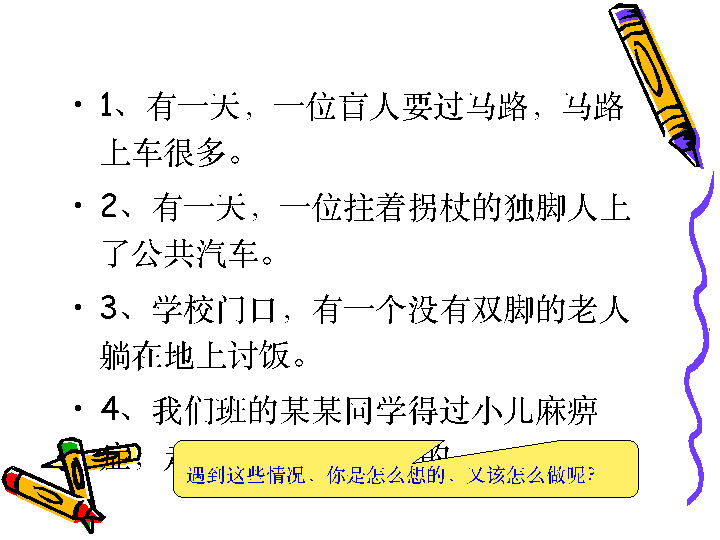 • 1、有一天，一位盲人要过马路，马路
上车很多。
• 2、有一天，一位拄着拐杖的独脚人上
了公共汽车。
• 3、学校门口，有一个没有双脚的老人
躺在地上讨饭。
• 4、我们班的某某同学得过小儿麻痹
症，
遇到这些情况，你是怎么想的，又该怎么做呢?